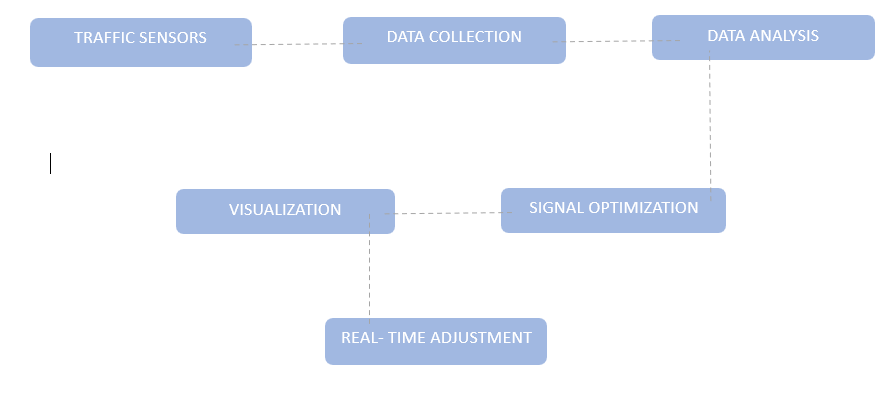 TRAFFIC SENSORS
DATA COLLECTION
DATA ANALYSIS
VISUALIZATION
SIGNAL OPTIMIZATION
REAL- TIME ADJUSTMENT